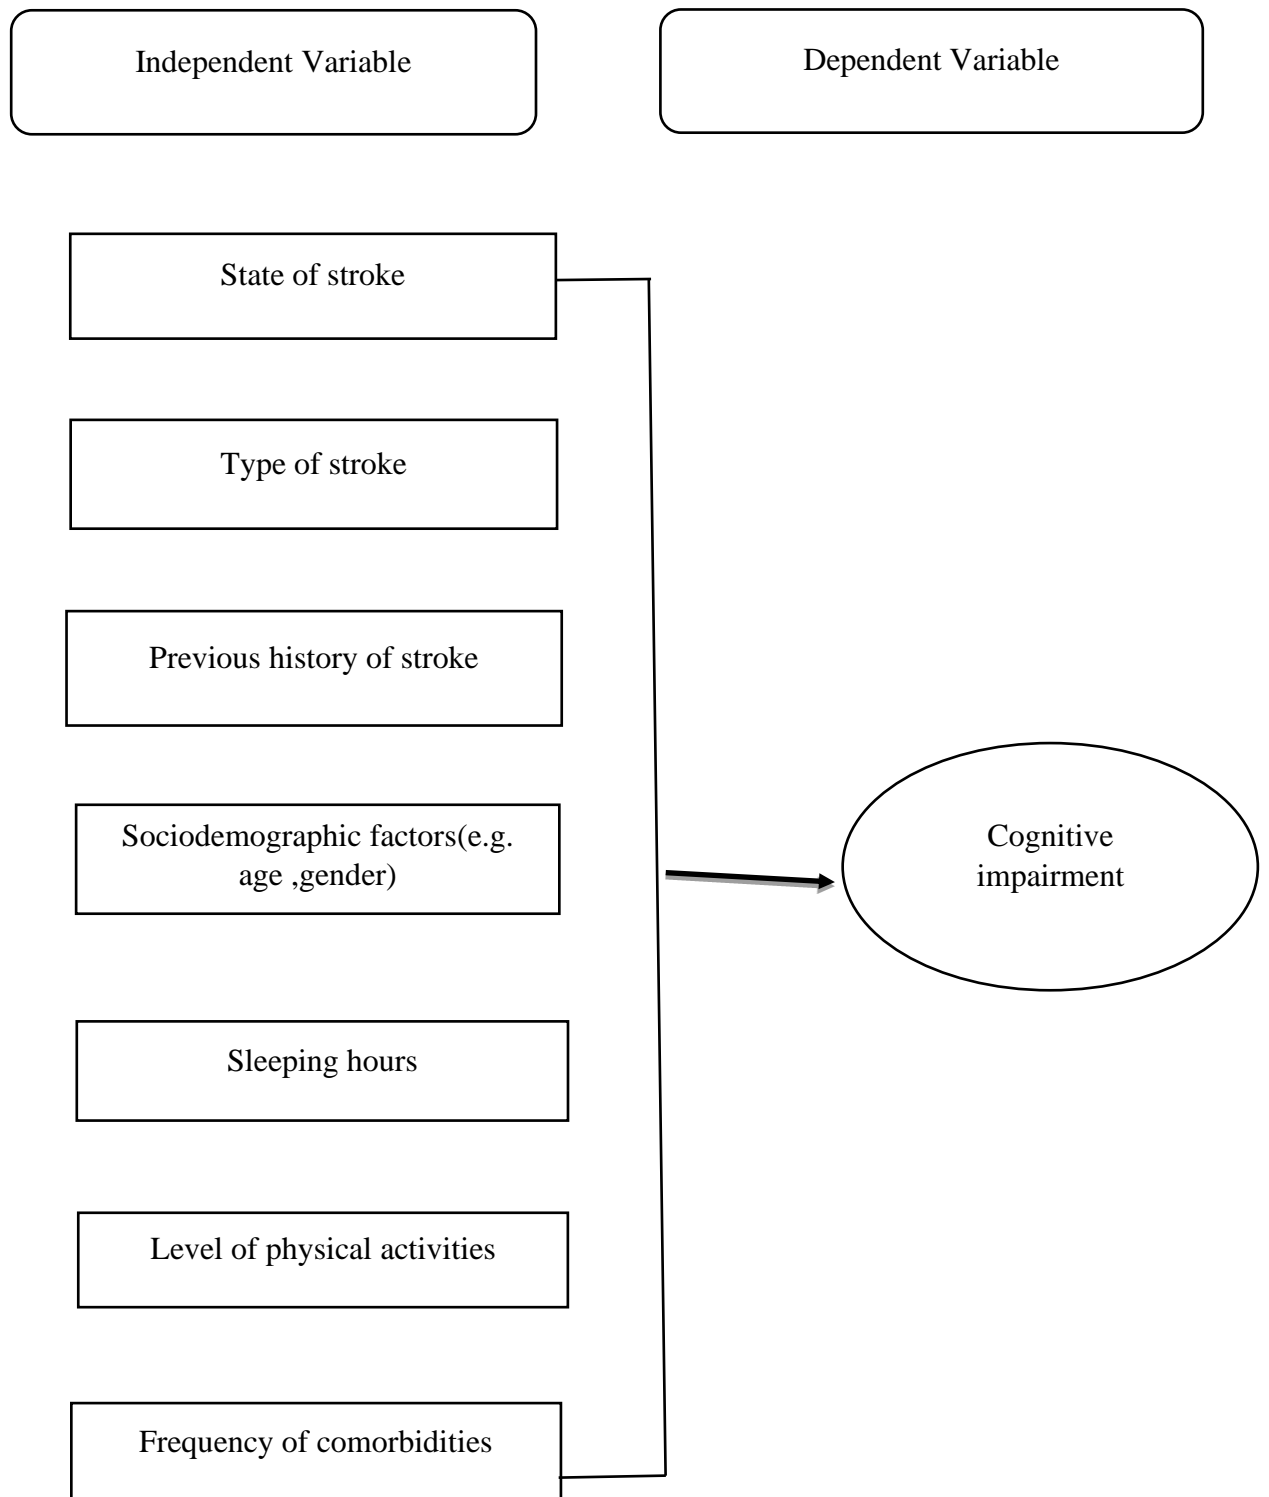 Independent Variable
Dependent Variable
State of stroke
Type of stroke
Previous history of stroke
Sociodemographic factors(e.g.
age ,gender)
Cognitive
impairment
Sleeping hours
Level of physical activities
Frequency of comorbidities